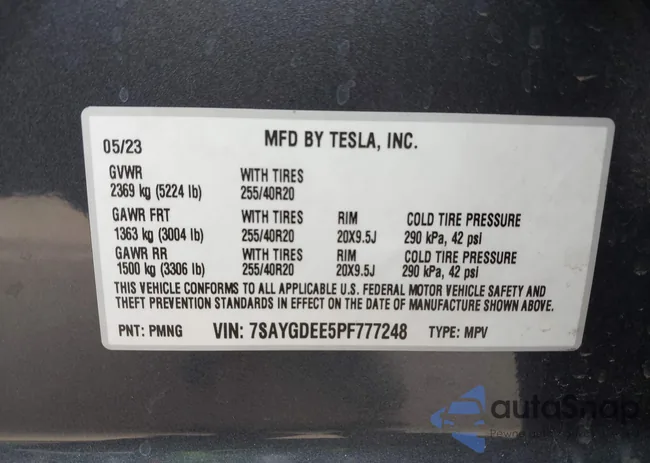 05/23 MFD BY TESLA, INC.
GVWR WITH TIRES
2369 kg (5224 lb) 255/40R20
GAWR FRT WITH TIRES RIM COLD TIRE PRESSURE
1363 kg (3004 lb) 255/40R20 20X9.5J 290 kPa, 42 psi
GAWR RR WITH TIRES RIM COLD TIRE PRESSURE
1500 kg (3306 lb) 255/40R20 20X9.5J 290 kPa, 42 psi
THIS VEHICLE CONFORMS TO ALL APPLICABLE U.S. FEDERAL MOTOR VEHICLE SAFETY AND
THEFT PREVENTION STANDARDS IN EFFECT ON THE DATE OF MANUFACTURE SHOWN ABOVE.
PNT: PMNG VIN: 7SAYGDEE5PF777248 TYPE: MPV
autoSnap